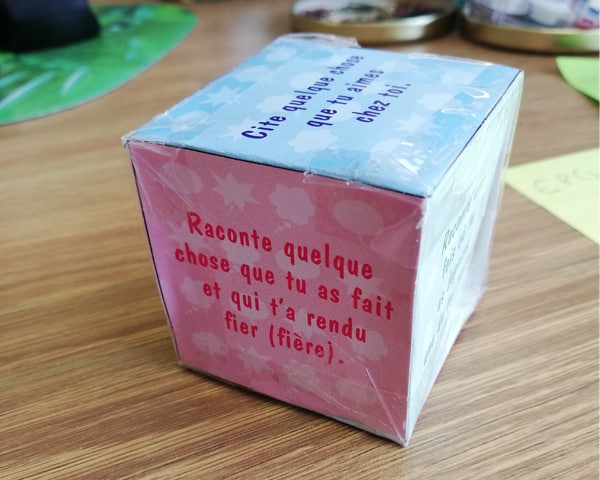 Cite quelque chose
que tu aimes
chez toi.
Raconte quelque
chose que tu as fait
et qui t'a rendu
fier (fière).
Raconte